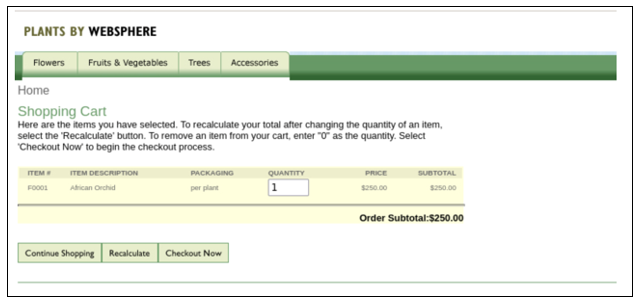 PLANTS BY WEBSPHERE
Flowers Fruits & Vegetables Trees Accessories
Home
Shopping Cart
Here are the items you have selected. To recalculate your total after changing the quantity of an item,
select the 'Recalculate' button. To remove an item from your cart, enter "0" as the quantity. Select
'Checkout Now' to begin the checkout process.
ITEM # ITEM DESCRIPTION PACKAGING QUANTITY PRICE SUBTOTAL
F0001 African Orchid per plant 1 $250.00 $250.00
Order Subtotal:$250.00
Continue Shopping Recalculate Checkout Now